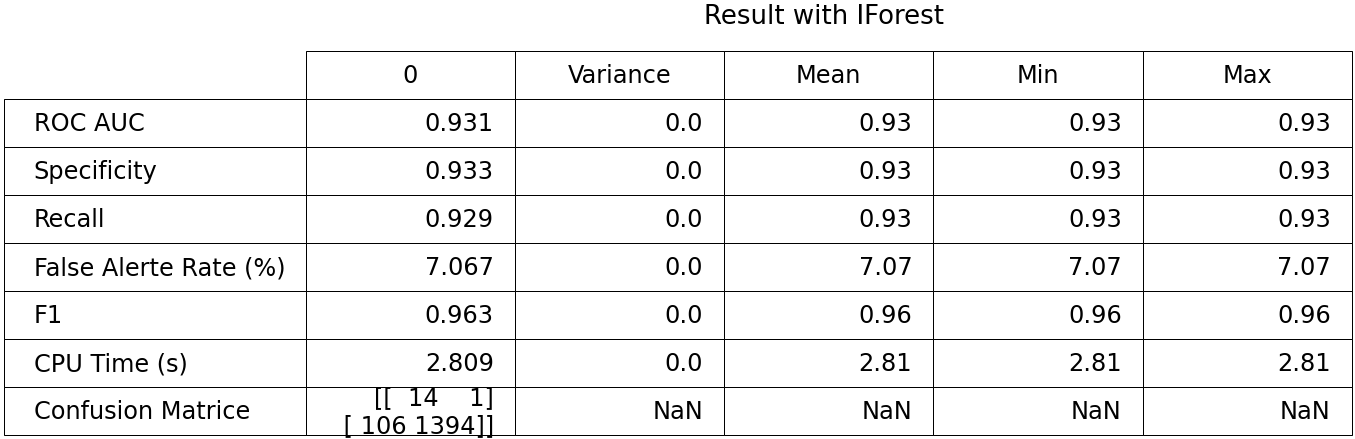 Result with IForest
0 Variance Mean Min Max
ROC AUC 0.931 0.0 0.93 0.93 0.93
Specificity 0.933 0.0 0.93 0.93 0.93
Recall 0.929 0.0 0.93 0.93 0.93
False Alerte Rate (%) 7.067 0.0 7.07 7.07 7.07
F1 0.963 0.0 0.96 0.96 0.96
CPU Time (s) 2.809 0.0 2.81 2.81 2.81
Confusion Matrice [[ 14 1] [ 106 1394]] NaN NaN NaN NaN